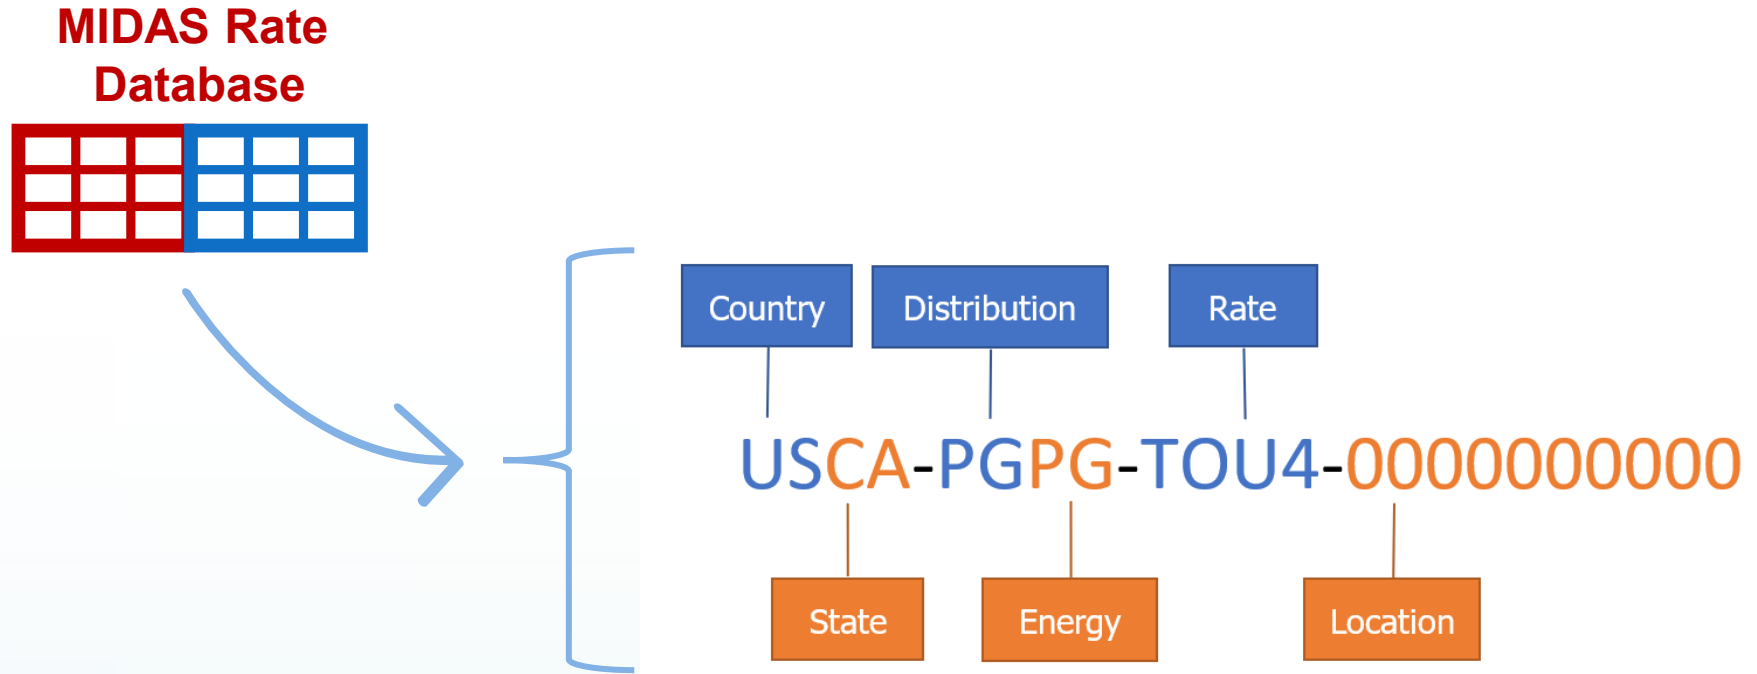 MIDAS Rate
Database
Country
Distribution
Rate
USCA-PGPG-TOU4-0000000000
State
Energy
Location